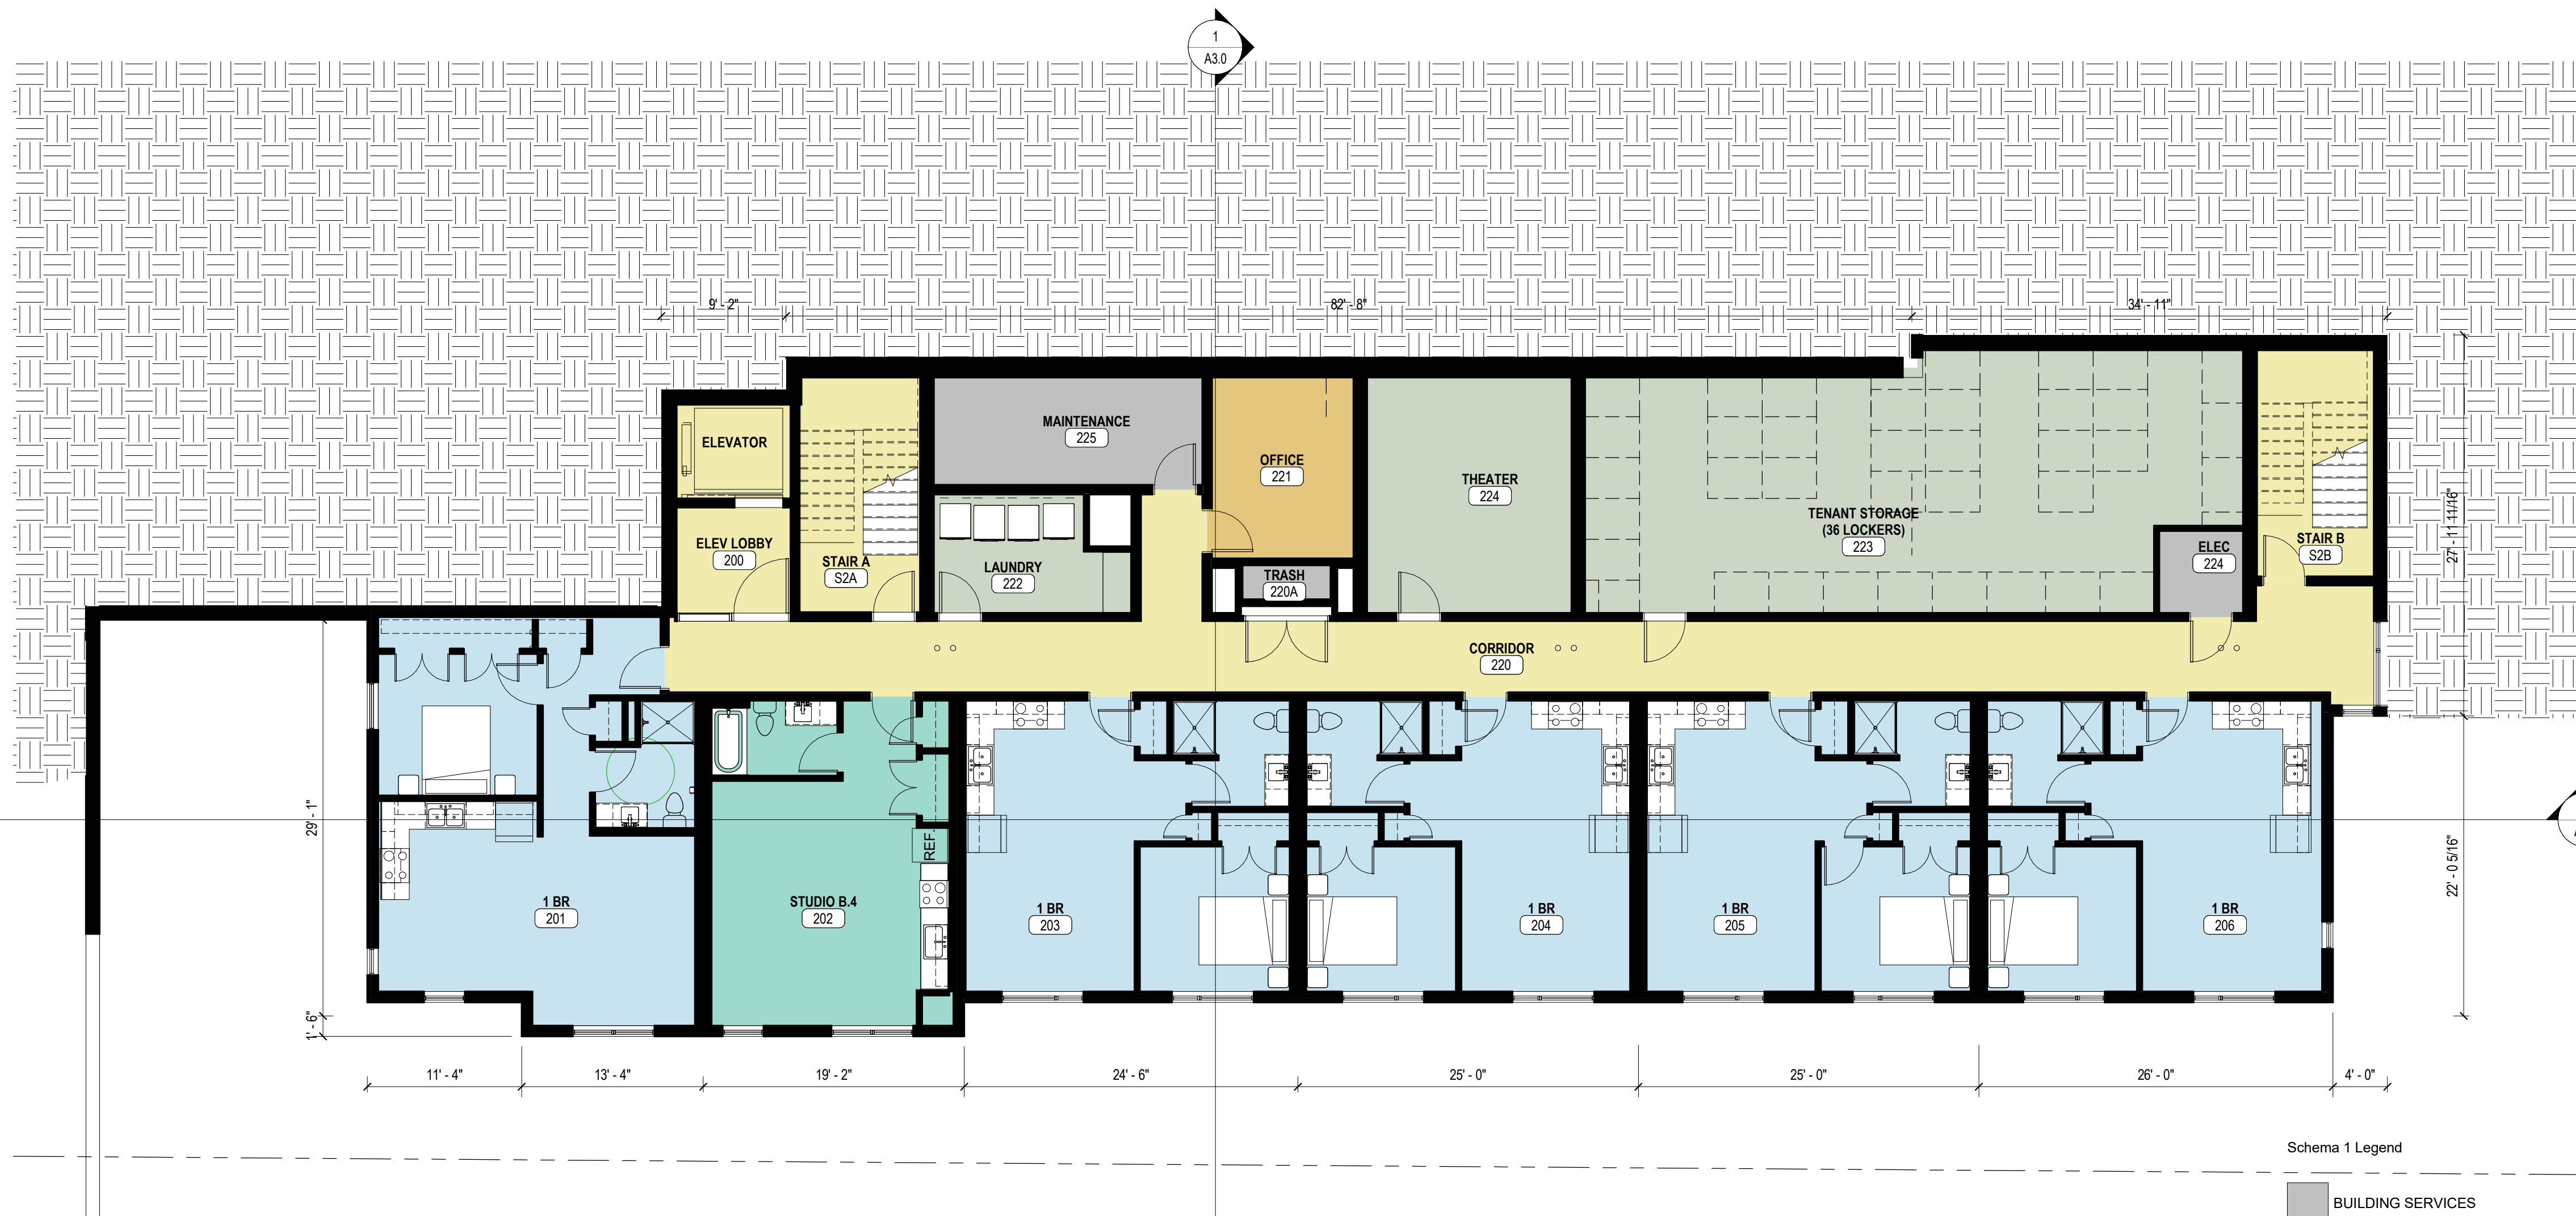 1
A3.0
9' - 2"
82' - 8"
34' - 11"
ELEVATOR
MAINTENANCE
225
OFFICE
221
THEATER
224
TENANT STORAGE
(36 LOCKERS)
223
ELEV LOBBY
200
STAIR A
S2A
LAUNDRY
222
TRASH
220A
ELEC
224
STAIR B
S2B
27' - 11 11/16"
CORRIDOR
220
29' - 1"
REF.
22' - 0 5/16"
1 BR
201
STUDIO B.4
202
1 BR
203
1 BR
204
1 BR
205
1 BR
206
1' - 6"
11' - 4"
13' - 4"
19' - 2"
24' - 6"
25' - 0"
25' - 0"
26' - 0"
4' - 0"
Schema 1 Legend
BUILDING SERVICES